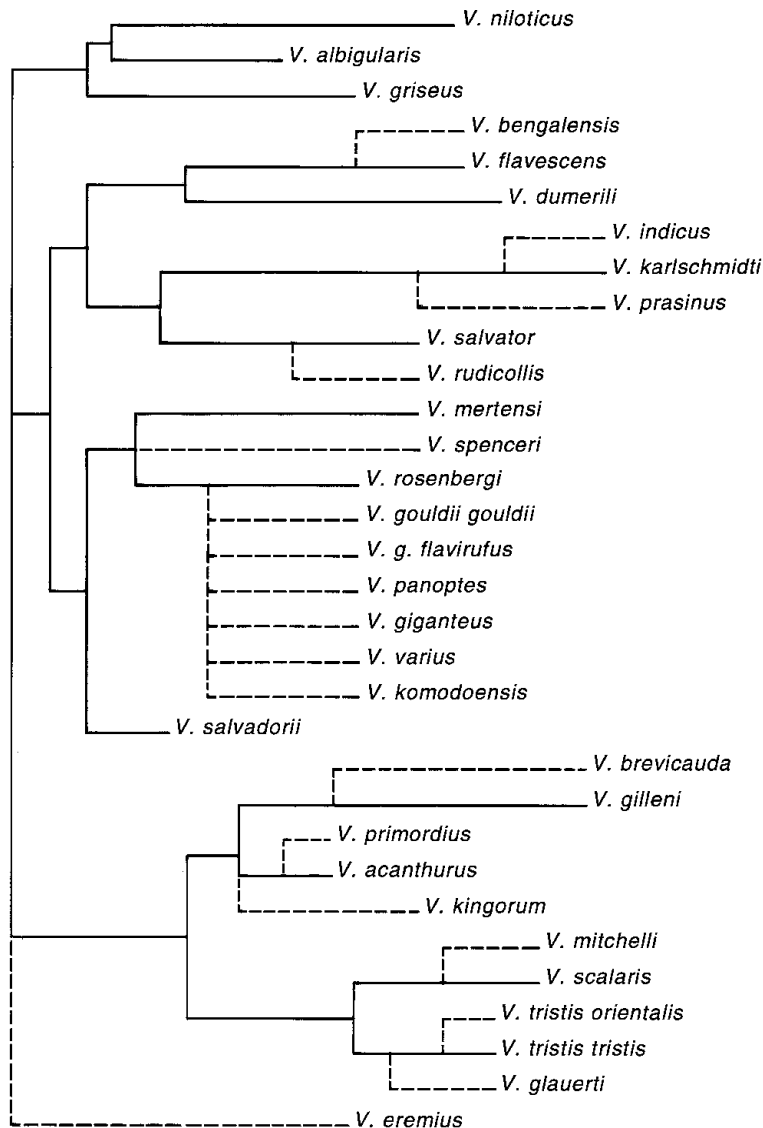 V. niloticus
V. albigularis
V. griseus
V. bengalensis
V. flavescens
V. dumerili
V. indicus
V. karlschmidti
V. prasinus
V. salvator
V. rudicollis
V. mertensi
V. spenceri
V. rosenbergi
V. gouldii gouldii
V. g. flavirufus
V. panoptes
V. giganteus
V. varius
V. komodoensis
V. salvadorii
V. brevicauda
V. gilleni
V. primordius
V. acanthurus
V. kingorum
V. mitchelli
V. scalaris
V. tristis orientalis
V. tristis tristis
V. glauerti
V. eremius